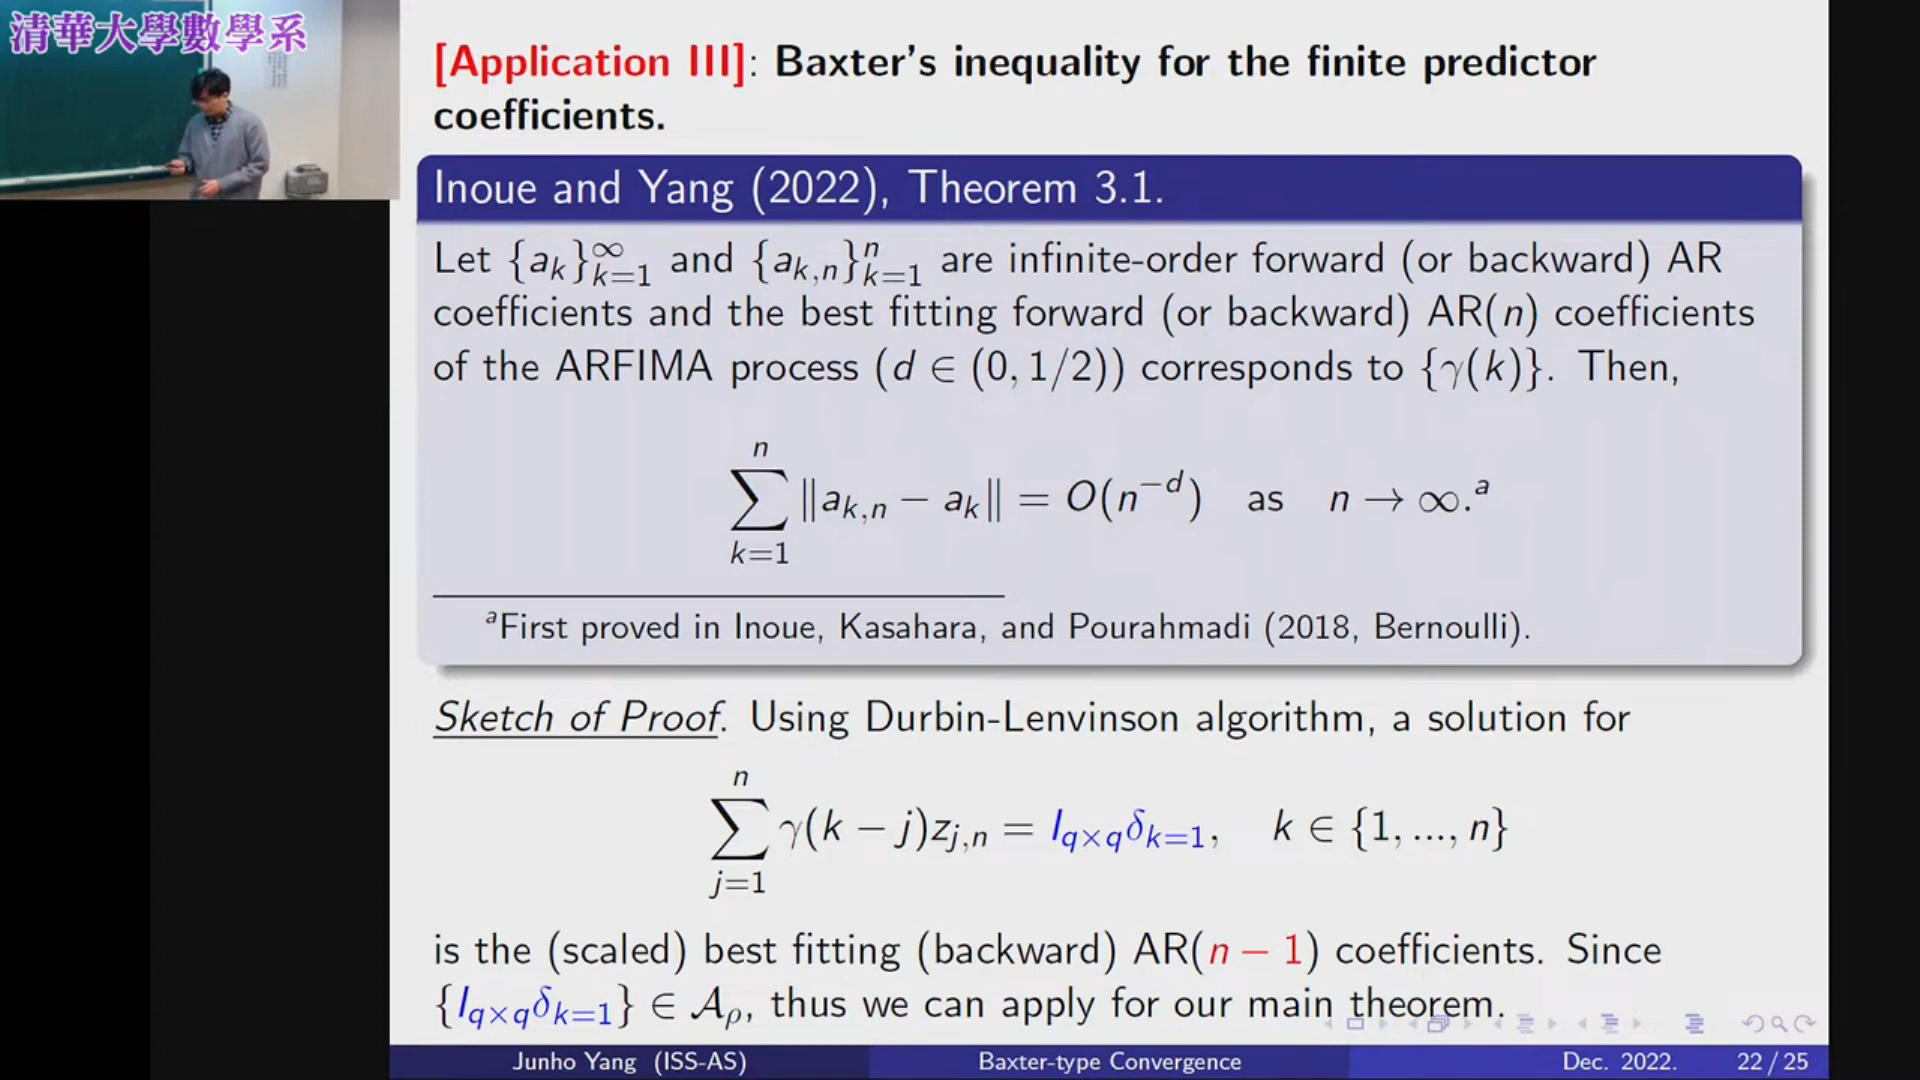 清華大學數學系
[Application III]: Baxter's inequality for the finite predictor
coefficients.
Inoue and Yang (2022), Theorem 3.1.
Let {a_k}_{k=1}^∞ and {a_{k,n}}_{k=1}^n are infinite-order forward (or backward) AR
coefficients and the best fitting forward (or backward) AR(n) coefficients
of the ARFIMA process (d ∈ (0, 1/2)) corresponds to {γ(k)}. Then,
∑_{k=1}^n ‖a_{k,n} − a_k‖ = O(n^{−d}) as n → ∞.^a
^a First proved in Inoue, Kasahara, and Pourahmadi (2018, Bernoulli).
Sketch of Proof. Using Durbin-Lenvinson algorithm, a solution for
∑_{j=1}^n γ(k − j)z_{j,n} = I_{q×q}δ_{k=1}, k ∈ {1, ..., n}
is the (scaled) best fitting (backward) AR(n − 1) coefficients. Since
{I_{q×q}δ_{k=1}} ∈ A_ρ, thus we can apply for our main theorem.
Junho Yang (ISS-AS) Baxter-type Convergence Dec. 2022. 22 / 25